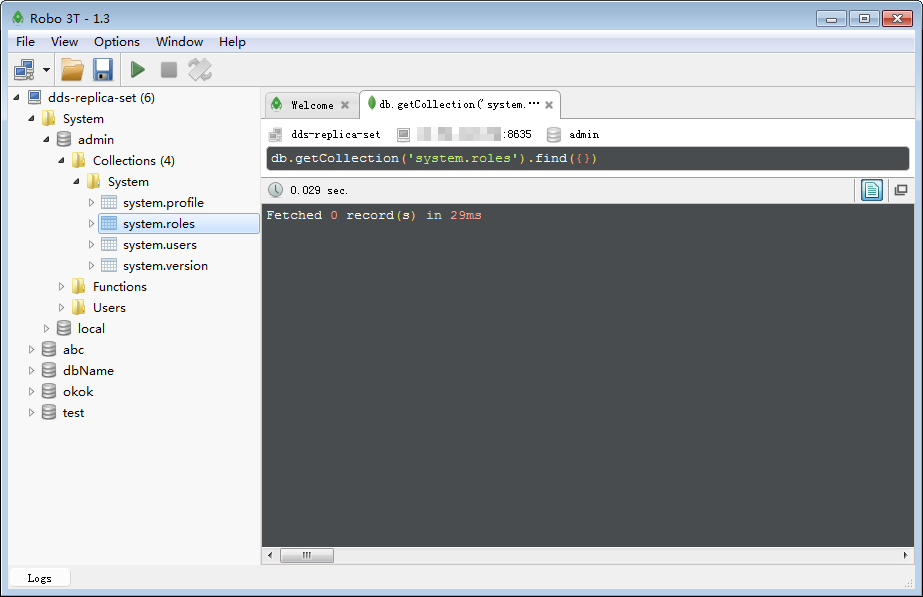 Robo 3T - 1.3
File View Options Window Help
dds-replica-set (6)
System
admin
Collections (4)
System
system.profile
system.roles
system.users
system.version
Functions
Users
local
abc
dbName
okok
test
Welcome
db.getCollection('system.···
dds-replica-set :8635 admin
db.getCollection('system.roles').find({})
0.029 sec.
Fetched 0 record(s) in 29ms
Logs